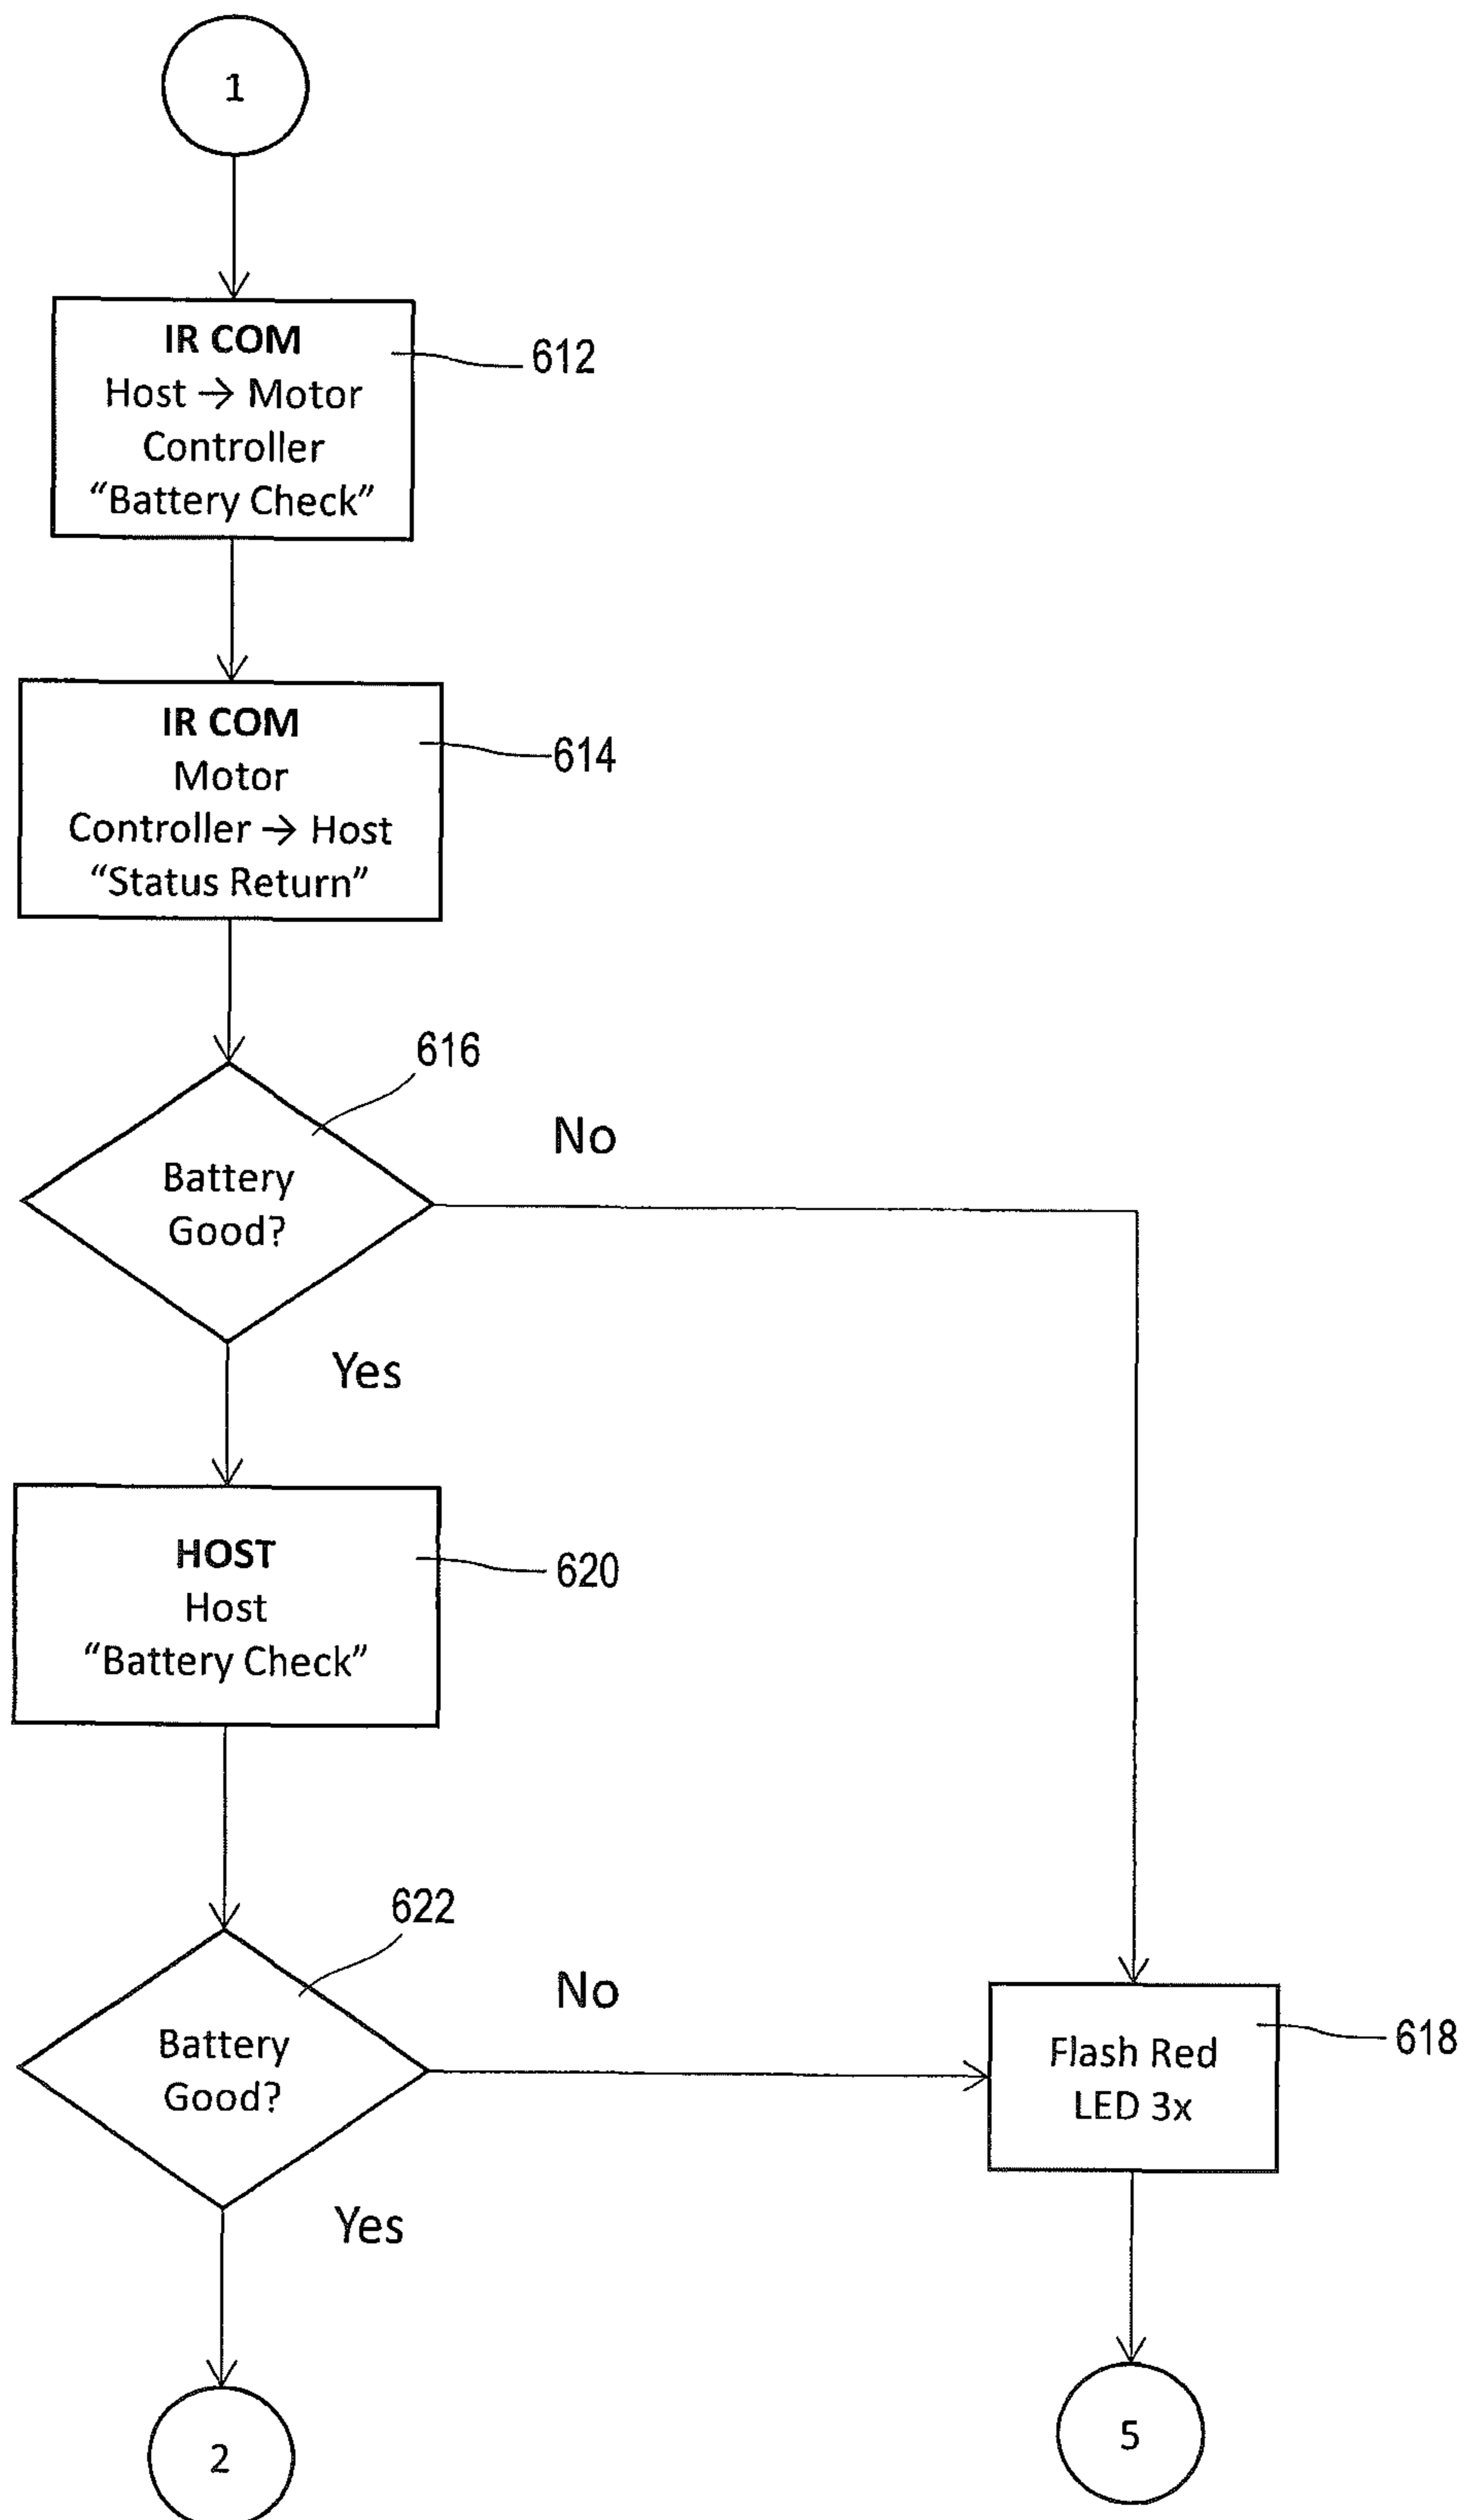 1
IR COM
Host → Motor
Controller
“Battery Check”
612
IR COM
Motor
Controller → Host
“Status Return”
614
616
No
Battery
Good?
Yes
HOST
Host
“Battery Check”
620
622
No
Battery
Good?
Flash Red
LED 3x
618
Yes
2
5